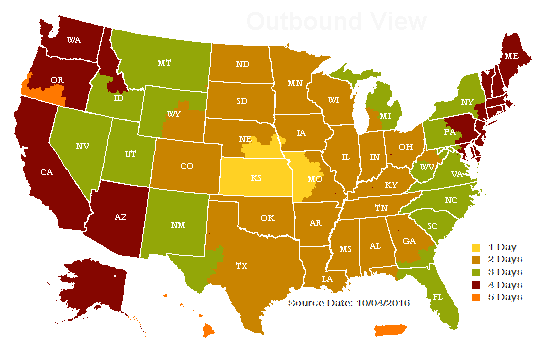 Outbound View
WA
ME
MT
ND
OR
MN
ID
WI
SD
NY
MI
WY
IA
PA
NE
OH
NV
IL
IN
UT
CO
WV
VA
CA
KS
MO
KY
NC
TN
OK
AZ
NM
AR
SC
MS
AL
GA
TX
LA
FL
1 Day
2 Days
3 Days
4 Days
5 Days
Source Date: 10/04/2016